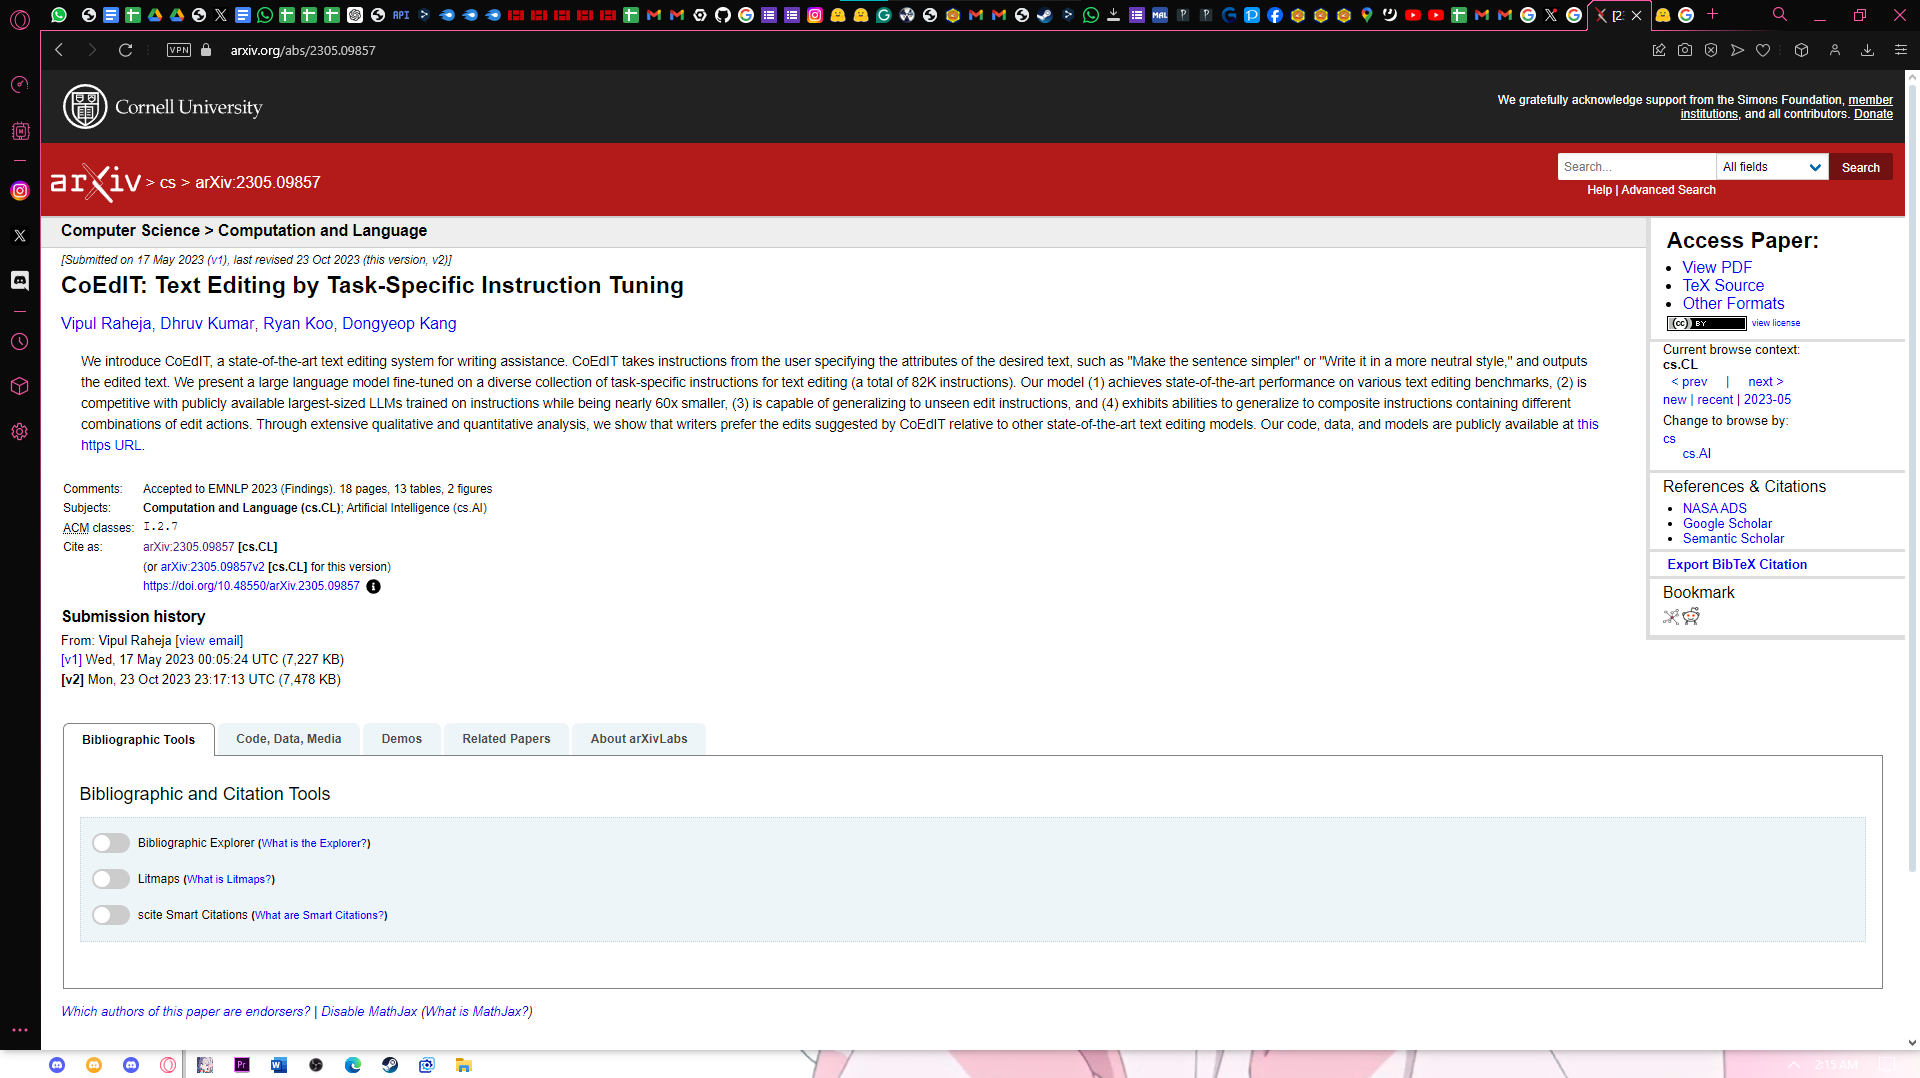 API
MAL
[2
VPN
arxiv.org/abs/2305.09857
Cornell University
We gratefully acknowledge support from the Simons Foundation, member
institutions, and all contributors. Donate
arXiv > cs > arXiv:2305.09857
Search...
All fields
Search
Help | Advanced Search
Computer Science > Computation and Language
[Submitted on 17 May 2023 (v1), last revised 23 Oct 2023 (this version, v2)]
CoEdIT: Text Editing by Task-Specific Instruction Tuning
Vipul Raheja, Dhruv Kumar, Ryan Koo, Dongyeop Kang
We introduce CoEdIT, a state-of-the-art text editing system for writing assistance. CoEdIT takes instructions from the user specifying the attributes of the desired text, such as "Make the sentence simpler" or "Write it in a more neutral style," and outputs
the edited text. We present a large language model fine-tuned on a diverse collection of task-specific instructions for text editing (a total of 82K instructions). Our model (1) achieves state-of-the-art performance on various text editing benchmarks, (2) is
competitive with publicly available largest-sized LLMs trained on instructions while being nearly 60x smaller, (3) is capable of generalizing to unseen edit instructions, and (4) exhibits abilities to generalize to composite instructions containing different
combinations of edit actions. Through extensive qualitative and quantitative analysis, we show that writers prefer the edits suggested by CoEdIT relative to other state-of-the-art text editing models. Our code, data, and models are publicly available at this
https URL.
Comments: Accepted to EMNLP 2023 (Findings). 18 pages, 13 tables, 2 figures
Subjects: Computation and Language (cs.CL); Artificial Intelligence (cs.AI)
ACM classes: I.2.7
Cite as: arXiv:2305.09857 [cs.CL]
(or arXiv:2305.09857v2 [cs.CL] for this version)
https://doi.org/10.48550/arXiv.2305.09857
Submission history
From: Vipul Raheja [view email]
[v1] Wed, 17 May 2023 00:05:24 UTC (7,227 KB)
[v2] Mon, 23 Oct 2023 23:17:13 UTC (7,478 KB)
Access Paper:
View PDF
TeX Source
Other Formats
cc BY view license
Current browse context:
cs.CL
< prev | next >
new | recent | 2023-05
Change to browse by:
cs
cs.AI
References & Citations
NASA ADS
Google Scholar
Semantic Scholar
Export BibTeX Citation
Bookmark
Bibliographic Tools
Code, Data, Media
Demos
Related Papers
About arXivLabs
Bibliographic and Citation Tools
Bibliographic Explorer (What is the Explorer?)
Litmaps (What is Litmaps?)
scite Smart Citations (What are Smart Citations?)
Which authors of this paper are endorsers? | Disable MathJax (What is MathJax?)
Pr
2:15 AM